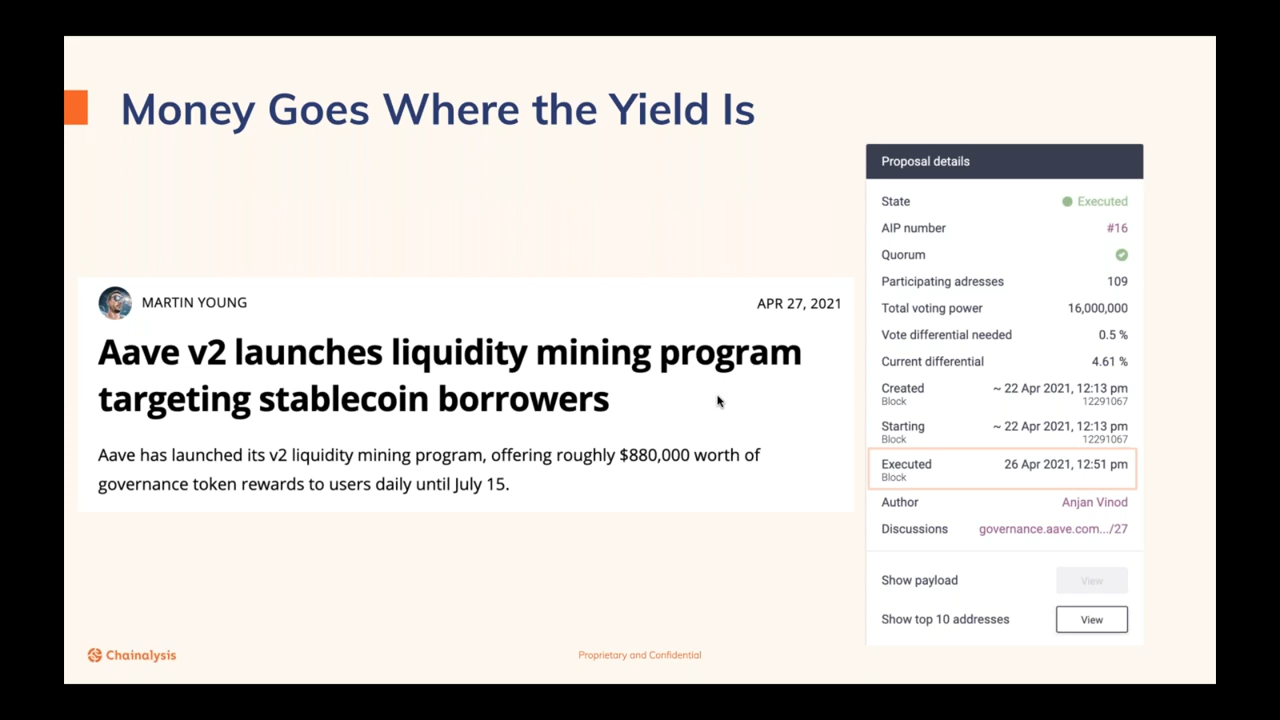 Money Goes Where the Yield Is
MARTIN YOUNG
APR 27, 2021
Aave v2 launches liquidity mining program
targeting stablecoin borrowers
Aave has launched its v2 liquidity mining program, offering roughly $880,000 worth of
governance token rewards to users daily until July 15.
Proposal details
State Executed
AIP number #16
Quorum
Participating adresses 109
Total voting power 16,000,000
Vote differential needed 0.5 %
Current differential 4.61 %
Created ~ 22 Apr 2021, 12:13 pm
Block 12291067
Starting ~ 22 Apr 2021, 12:13 pm
Block 12291067
Executed 26 Apr 2021, 12:51 pm
Block
Author Anjan Vinod
Discussions governance.aave.com.../27
Show payload View
Show top 10 addresses View
Chainalysis
Proprietary and Confidential